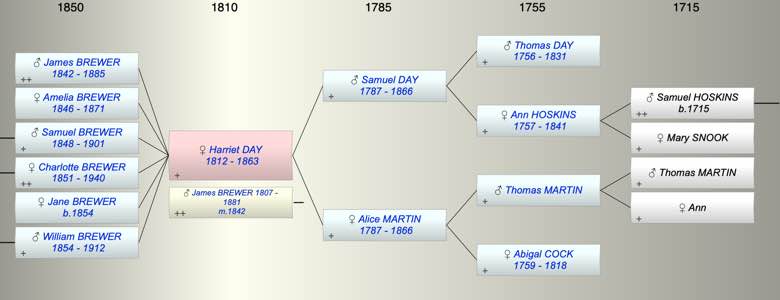 1850
1810
1785
1755
1715
♂ James BREWER
1842 - 1885
++
♀ Amelia BREWER
1846 - 1871
♂ Samuel BREWER
1848 - 1901
+
♀ Charlotte BREWER
1851 - 1940
++
♀ Jane BREWER
b.1854
♂ William BREWER
1854 - 1912
+
♀ Harriet DAY
1812 - 1863
+
♂ James BREWER 1807 -
1881
m.1842
++
♂ Samuel DAY
1787 - 1866
+
♀ Alice MARTIN
1787 - 1866
+
♂ Thomas DAY
1756 - 1831
+
♀ Ann HOSKINS
1757 - 1841
+
♂ Thomas MARTIN
+
♀ Abigal COCK
1759 - 1818
+
♂ Samuel HOSKINS
b.1715
++
♀ Mary SNOOK
+
♂ Thomas MARTIN
+
♀ Ann
+